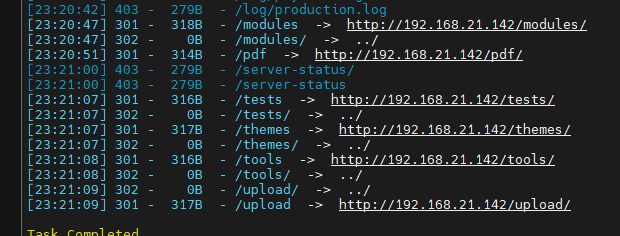 [23:20:42] 403 -  279B  - /log/production.log
[23:20:47] 301 -  318B  - /modules  ->  http://192.168.21.142/modules/
[23:20:47] 302 -    0B  - /modules/  ->  ../
[23:20:51] 301 -  314B  - /pdf  ->  http://192.168.21.142/pdf/
[23:21:00] 403 -  279B  - /server-status/
[23:21:00] 403 -  279B  - /server-status
[23:21:07] 301 -  316B  - /tests  ->  http://192.168.21.142/tests/
[23:21:07] 302 -    0B  - /tests/  ->  ../
[23:21:07] 301 -  317B  - /themes  ->  http://192.168.21.142/themes/
[23:21:07] 302 -    0B  - /themes/  ->  ../
[23:21:08] 301 -  316B  - /tools  ->  http://192.168.21.142/tools/
[23:21:08] 302 -    0B  - /tools/  ->  ../
[23:21:09] 302 -    0B  - /upload/  ->  ../
[23:21:09] 301 -  317B  - /upload  ->  http://192.168.21.142/upload/
Task Completed